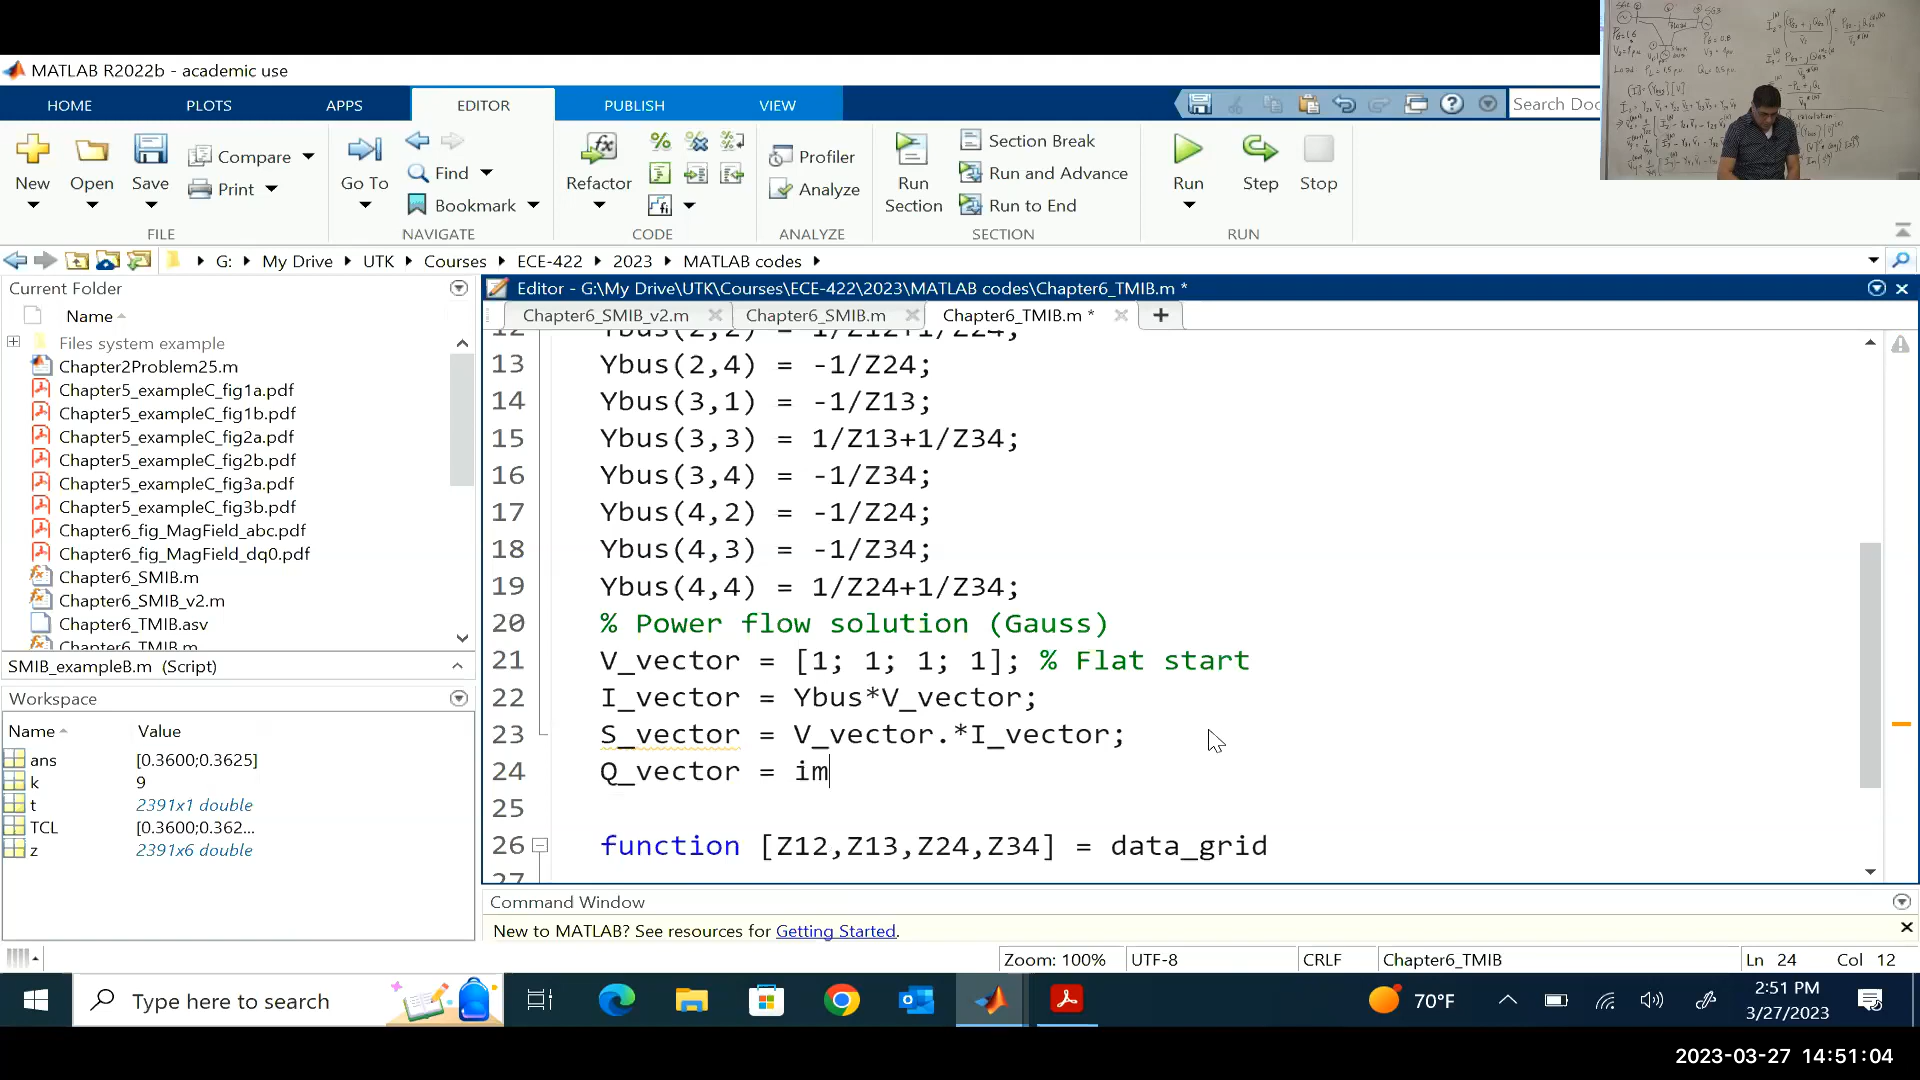 MATLAB R2022b - academic use
HOME PLOTS APPS EDITOR PUBLISH VIEW Search Doc
New Open Save Compare Print
FILE
Go To Find Bookmark
NAVIGATE
Refactor
CODE
Profiler Analyze
ANALYZE
Run Section Section Break Run and Advance Run to End
SECTION
Run Step Stop
RUN
G: My Drive UTK Courses ECE-422 2023 MATLAB codes
Current Folder
Name
Files system example
Chapter2Problem25.m
Chapter5_exampleC_fig1a.pdf
Chapter5_exampleC_fig1b.pdf
Chapter5_exampleC_fig2a.pdf
Chapter5_exampleC_fig2b.pdf
Chapter5_exampleC_fig3a.pdf
Chapter5_exampleC_fig3b.pdf
Chapter6_fig_MagField_abc.pdf
Chapter6_fig_MagField_dq0.pdf
Chapter6_SMIB.m
Chapter6_SMIB_v2.m
Chapter6_TMIB.asv
Chapter6_TMIB.m
SMIB_exampleB.m (Script)
Workspace
Name Value
ans [0.3600;0.3625]
k 9
t 2391x1 double
TCL [0.3600;0.362...
z 2391x6 double
Editor - G:\My Drive\UTK\Courses\ECE-422\2023\MATLAB codes\Chapter6_TMIB.m *
Chapter6_SMIB_v2.m Chapter6_SMIB.m Chapter6_TMIB.m * +
12 Ybus(2,2) = 1/Z12+1/Z24;
13 Ybus(2,4) = -1/Z24;
14 Ybus(3,1) = -1/Z13;
15 Ybus(3,3) = 1/Z13+1/Z34;
16 Ybus(3,4) = -1/Z34;
17 Ybus(4,2) = -1/Z24;
18 Ybus(4,3) = -1/Z34;
19 Ybus(4,4) = 1/Z24+1/Z34;
20 % Power flow solution (Gauss)
21 V_vector = [1; 1; 1; 1]; % Flat start
22 I_vector = Ybus*V_vector;
23 S_vector = V_vector.*I_vector;
24 Q_vector = im
25
26 function [Z12,Z13,Z24,Z34] = data_grid
27
Command Window
New to MATLAB? See resources for Getting Started.
Zoom: 100% UTF-8 CRLF Chapter6_TMIB Ln 24 Col 12
Type here to search
70°F
2:51 PM
3/27/2023
2023-03-27 14:51:04